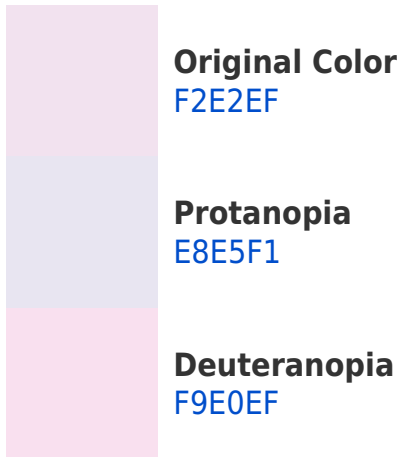 Original Color
F2E2EF
Protanopia
E8E5F1
Deuteranopia
F9E0EF